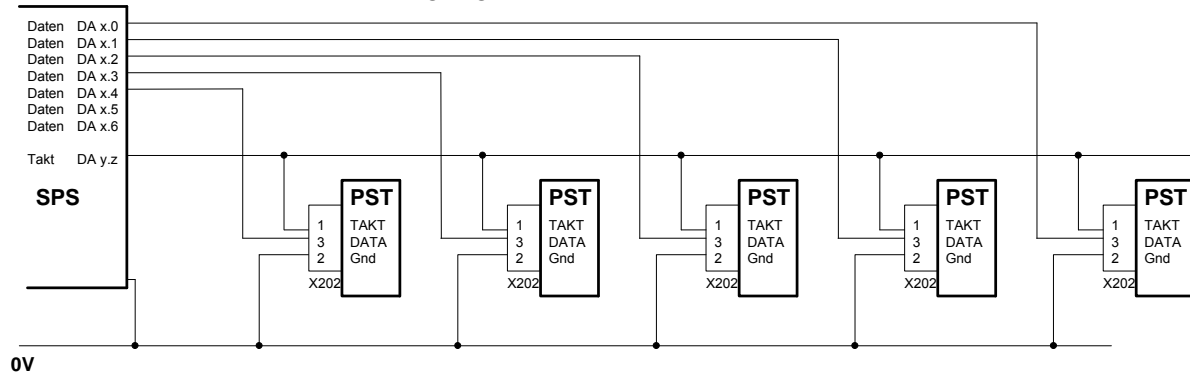 Daten DA x.0
Daten DA x.1
Daten DA x.2
Daten DA x.3
Daten DA x.4
Daten DA x.5
Daten DA x.6
Takt DA y.z
SPS
PST
1 TAKT
3 DATA
2 Gnd
X202
PST
1 TAKT
3 DATA
2 Gnd
X202
PST
1 TAKT
3 DATA
2 Gnd
X202
PST
1 TAKT
3 DATA
2 Gnd
X202
PST
1 TAKT
3 DATA
2 Gnd
X202
0V